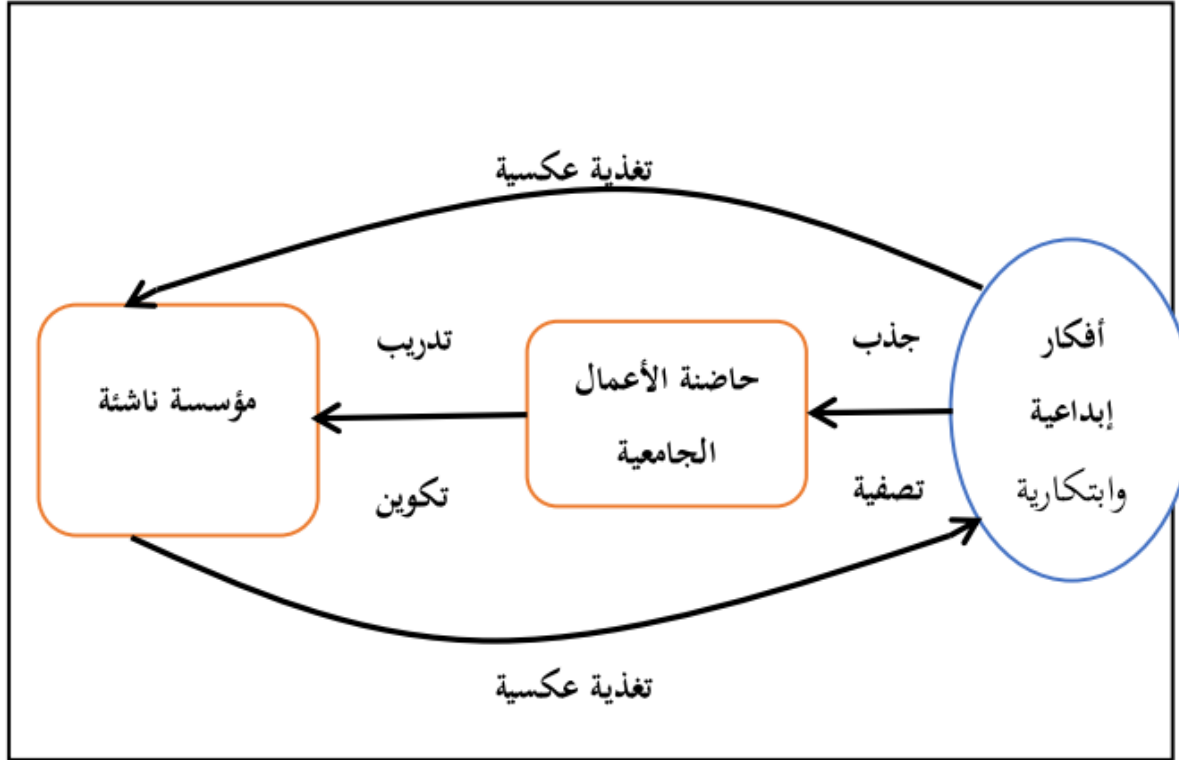 تغذية عكسية
أفكار
إبداعية
وابتكارية
جذب
تصفية
حاضنة الأعمال
الجامعية
تدريب
تكوين
مؤسسة ناشئة
تغذية عكسية